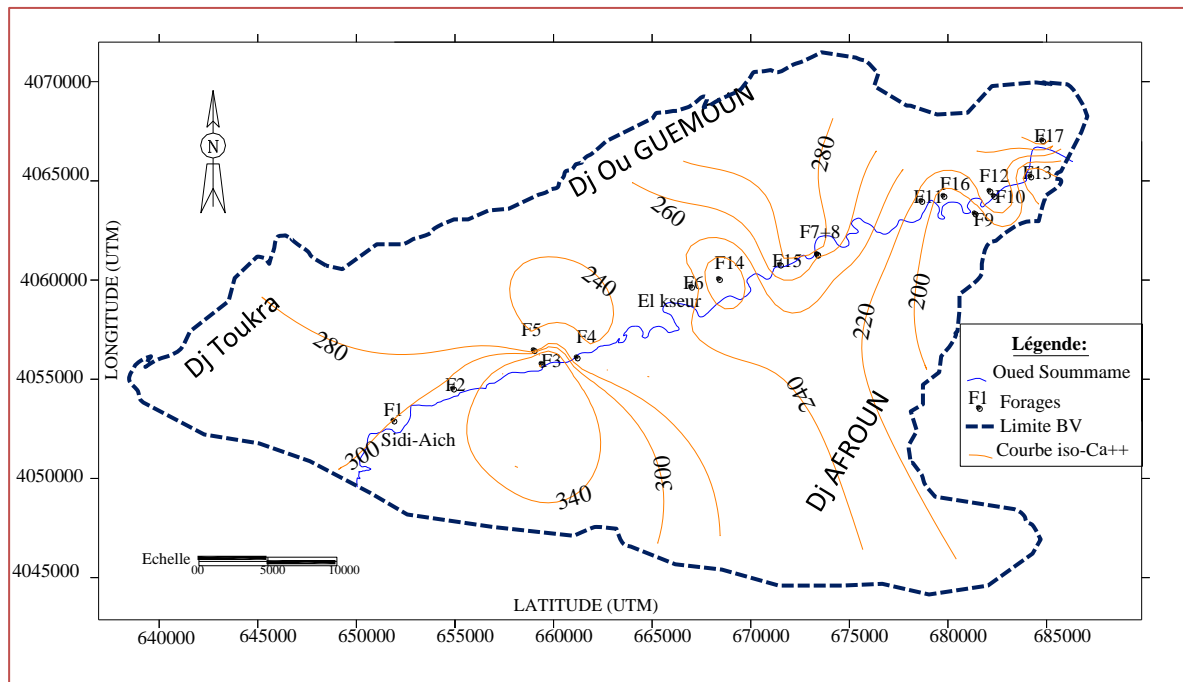 4070000
4065000
4060000
4055000
4050000
4045000
LONGITUDE (UTM)
N
Dj Ou GUEMOUN
Dj Toukra
Dj AFROUN
280
260
240
280
300
340
300
240
220
200
F17
F13
F12
F10
F16
F11
F9
F7+8
F15
F14
F6
El kseur
F5
F4
F3
F2
F1
Sidi-Aich
Légende:
Oued Soummame
F1 Forages
Limite BV
Courbe iso-Ca++
Echelle
00 5000 10000
LATITUDE (UTM)
640000 645000 650000 655000 660000 665000 670000 675000 680000 685000